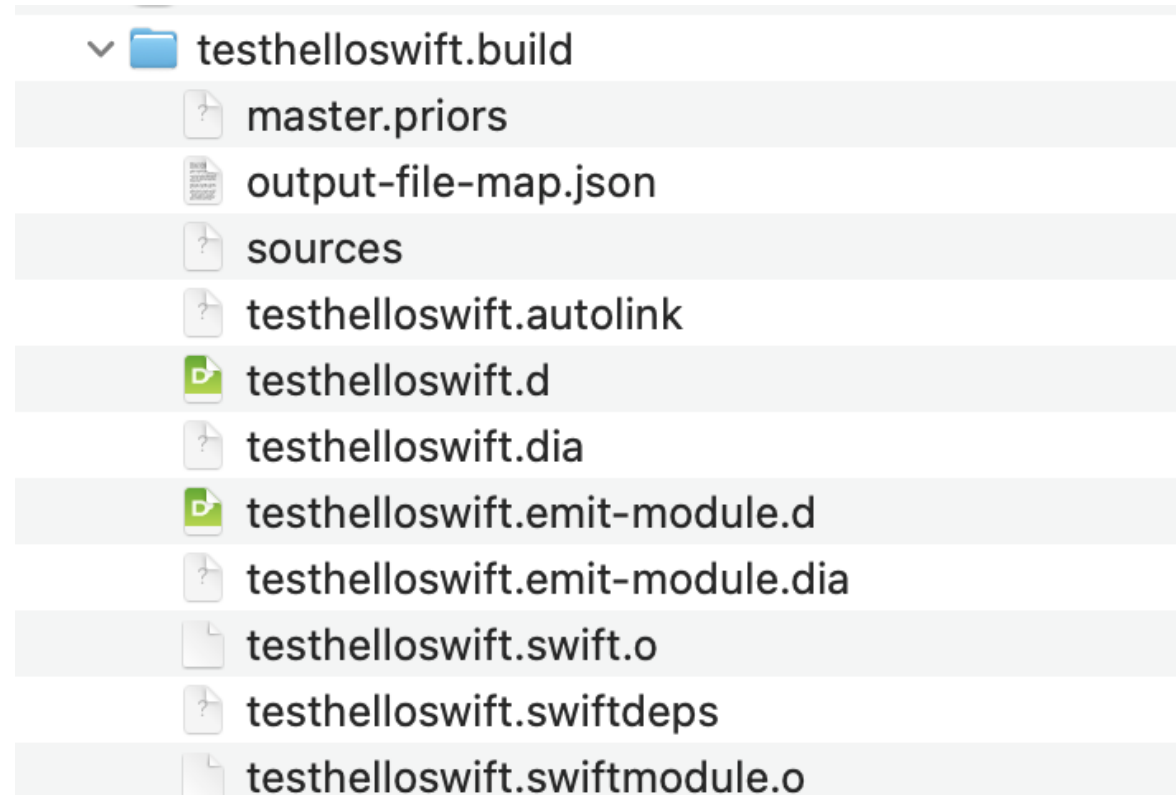 testhelloswift.build
master.priors
output-file-map.json
sources
testhelloswift.autolink
testhelloswift.d
testhelloswift.dia
testhelloswift.emit-module.d
testhelloswift.emit-module.dia
testhelloswift.swift.o
testhelloswift.swiftdeps
testhelloswift.swiftmodule.o